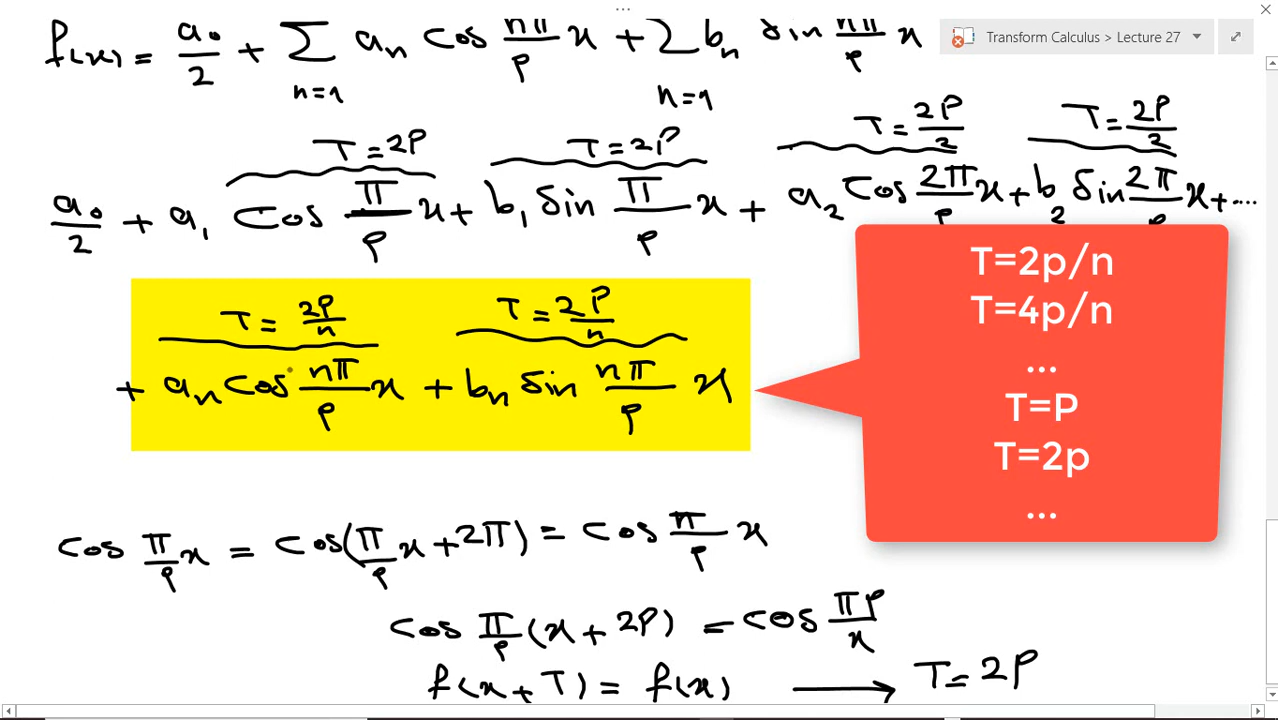 Transform Calculus > Lecture 27
f(x) = a₀/2 + Σ n=1 aₙ cos nπ/p x + Σ n=1 bₙ sin nπ/p x
T = 2P T = 2P T = 2P/2 T = 2P/2
a₀/2 + a₁ cos π/p x + b₁ sin π/p x + a₂ cos 2π/p x + b₂ sin 2π/p x + ....
T = 2P/n T = 2P/n
+ aₙ cos nπ/p x + bₙ sin nπ/p x
T=2p/n
T=4p/n
...
T=P
T=2p
...
cos π/p x = cos(π/p x + 2π) = cos π/p x
cos π/p (x + 2P) = cos πP/x
f(x + T) = f(x) → T = 2P